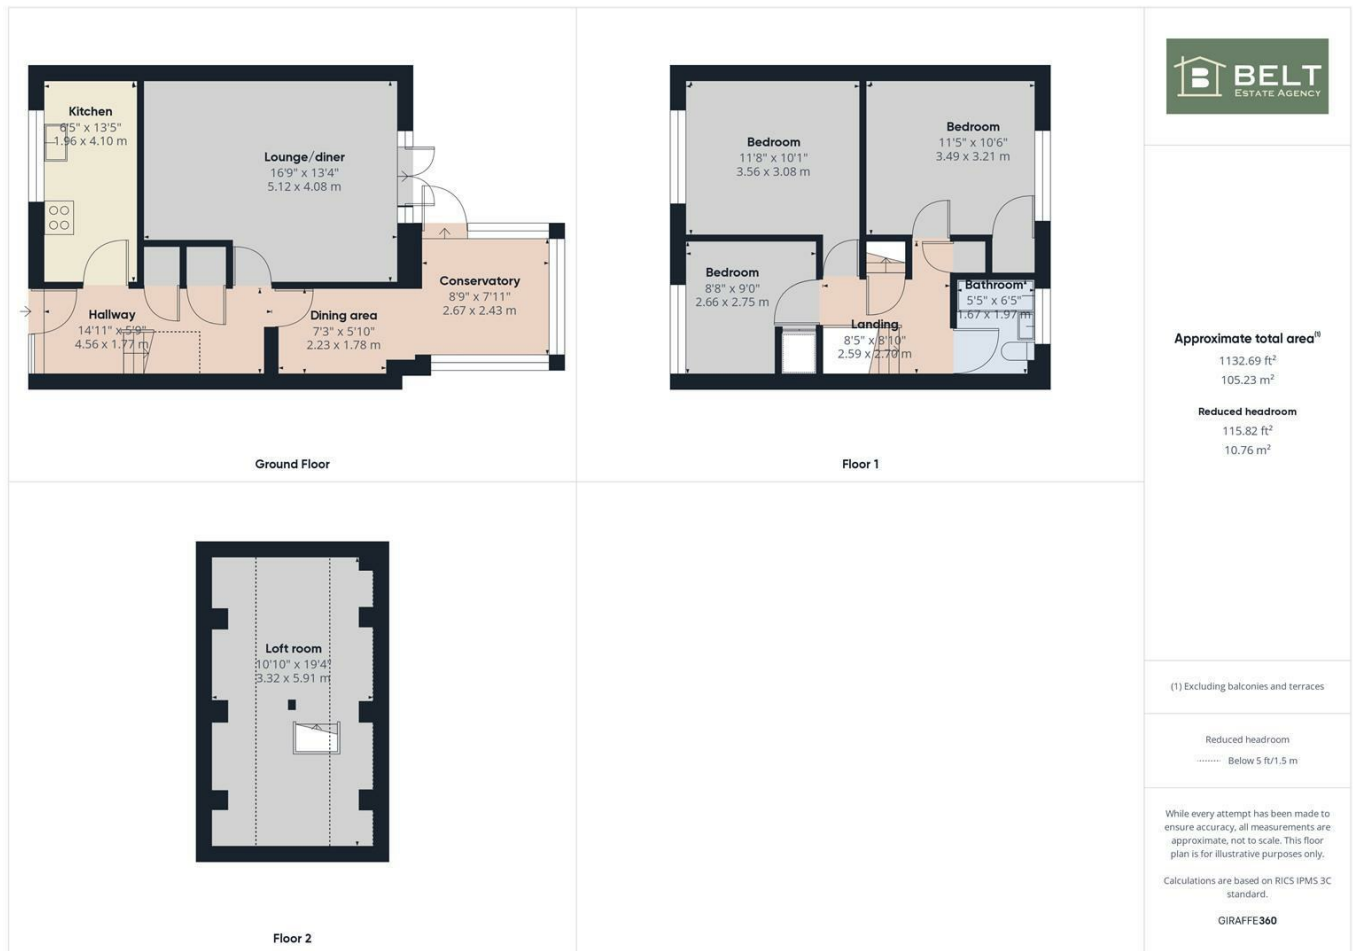 Kitchen
6'5" x 13'5"
1.96 x 4.10 m
Lounge/diner
16'9" x 13'4"
5.12 x 4.08 m
Conservatory
8'9" x 7'11"
2.67 x 2.43 m
Hallway
14'11" x 5'9"
4.56 x 1.77 m
Dining area
7'3" x 5'10"
2.23 x 1.78 m
Ground Floor
Bedroom
11'8" x 10'1"
3.56 x 3.08 m
Bedroom
11'5" x 10'6"
3.49 x 3.21 m
Bedroom
8'8" x 9'0"
2.66 x 2.75 m
Bathroom
5'5" x 6'5"
1.67 x 1.97 m
Landing
8'5" x 8'10"
2.59 x 2.70 m
Floor 1
Loft room
10'10" x 19'4"
3.32 x 5.91 m
Floor 2
B BELT
ESTATE AGENCY
Approximate total area(1)
1132.69 ft²
105.23 m²
Reduced headroom
115.82 ft²
10.76 m²
(1) Excluding balconies and terraces
Reduced headroom
Below 5 ft/1.5 m
While every attempt has been made to
ensure accuracy, all measurements are
approximate, not to scale. This floor
plan is for illustrative purposes only.
Calculations are based on RICS IPMS 3C
standard.
GIRAFFE360